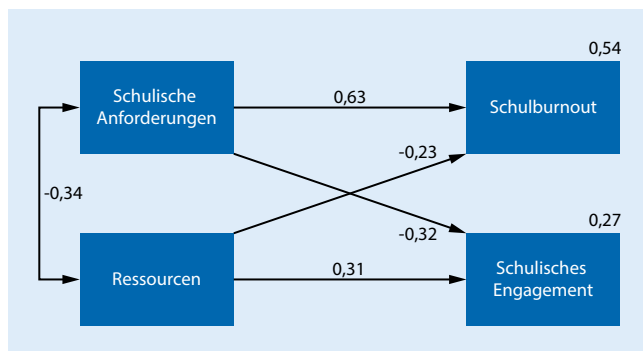 0,54
Schulische
Anforderungen
0,63
Schulburnout
-0,23
-0,34
0,27
-0,32
Ressourcen
0,31
Schulisches
Engagement